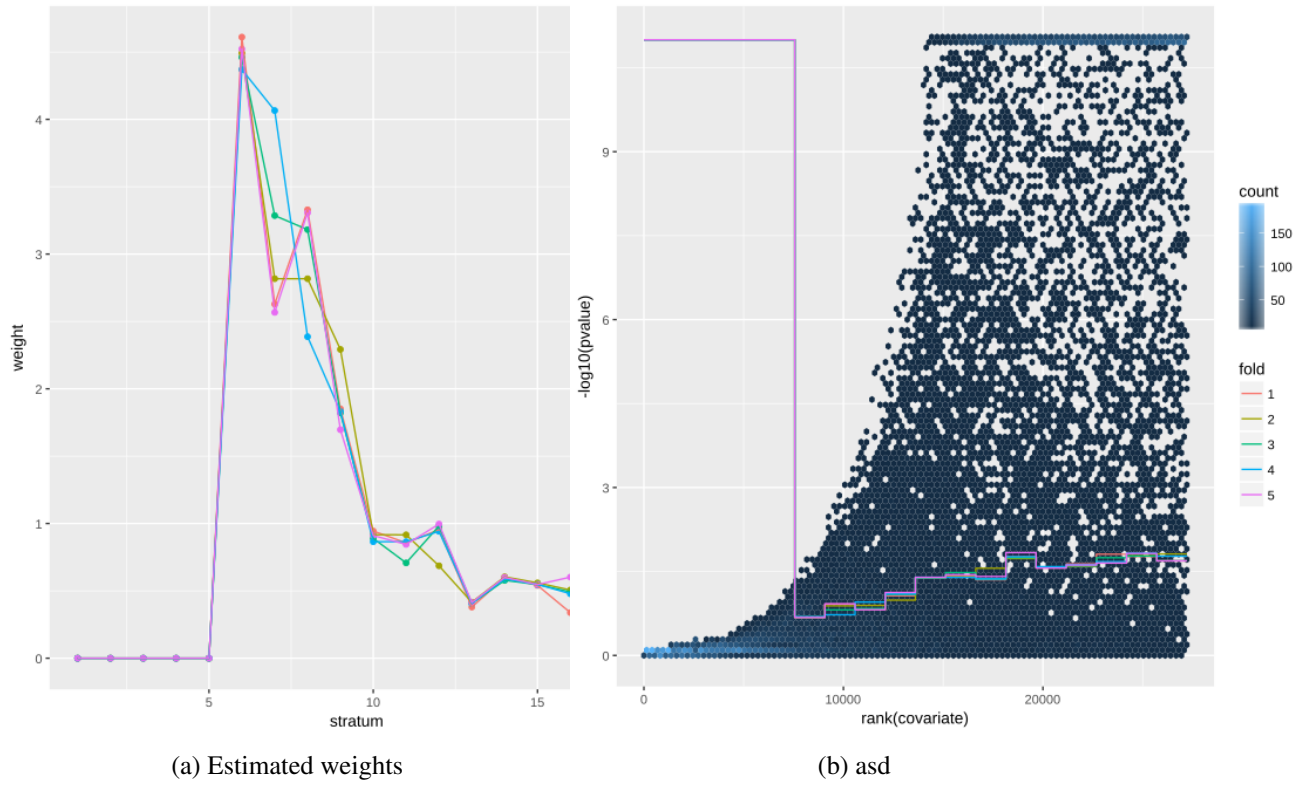 4
3
2
1
0
weight
5
10
15
stratum
(a) Estimated weights
9
6
3
0
-log10(pvalue)
0
10000
20000
rank(covariate)
(b) asd
count
150
100
50
fold
1
2
3
4
5